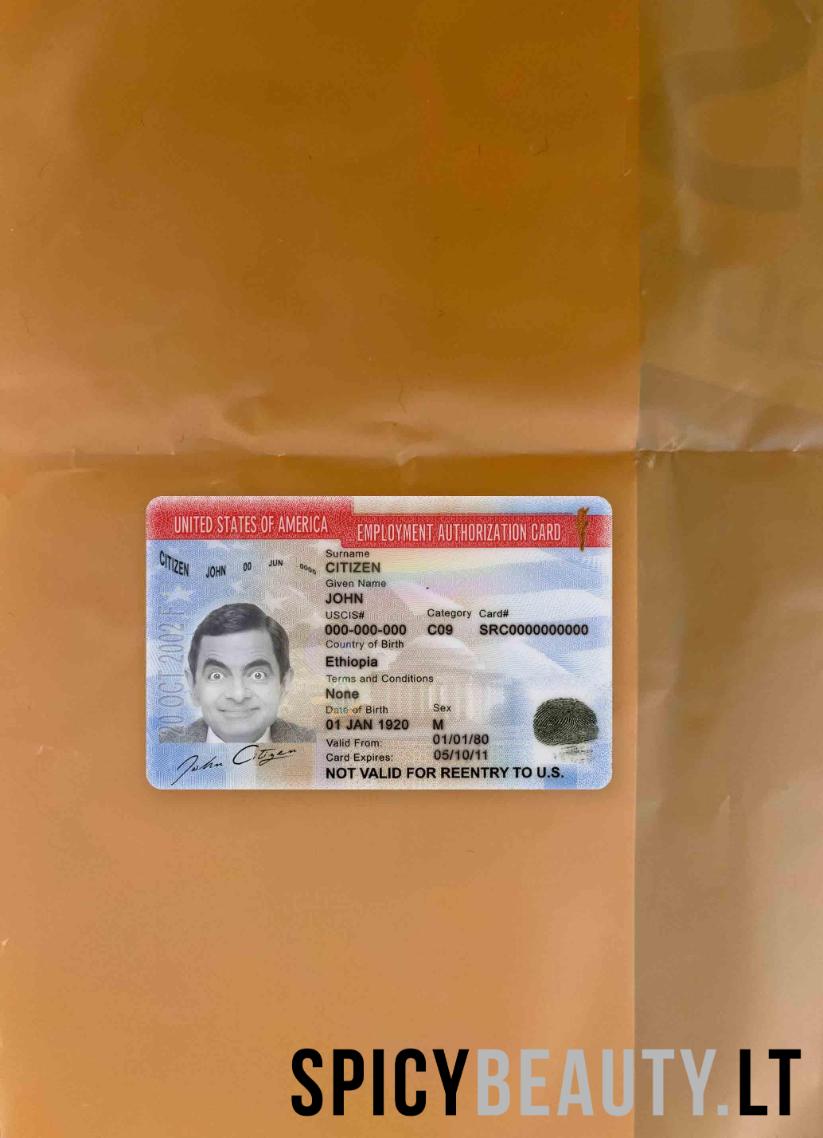 UNITED STATES OF AMERICA
EMPLOYMENT AUTHORIZATION CARD
CITIZEN JOHN 00 JUN 0000
Surname
CITIZEN
Given Name
JOHN
USCIS# Category Card#
000-000-000 C09 SRC0000000000
Country of Birth
Ethiopia
Terms and Conditions
None
Date of Birth Sex
01 JAN 1920 M
Valid From: 01/01/80
Card Expires: 05/10/11
NOT VALID FOR REENTRY TO U.S.
20 OCT 2002
John Citizen
SPICYBEAUTY.LT